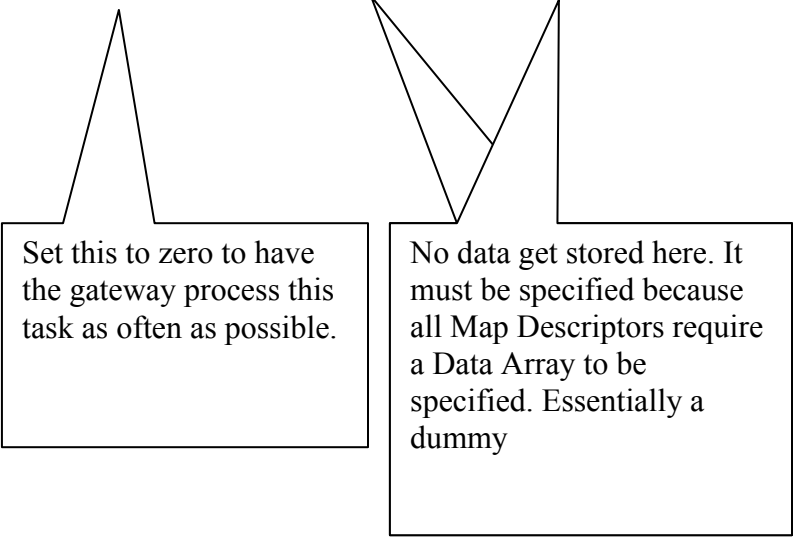 Set this to zero to have
the gateway process this
task as often as possible.
No data get stored here. It
must be specified because
all Map Descriptors require
a Data Array to be
specified. Essentially a
dummy